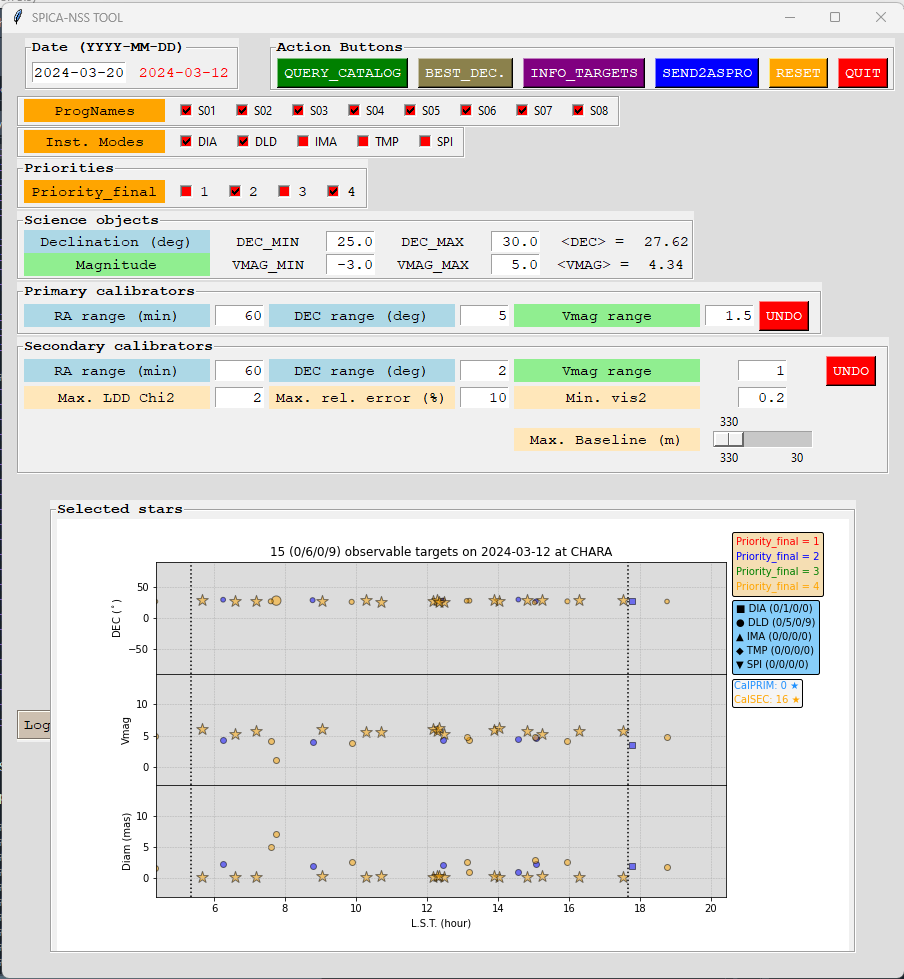 SPICA-NSS TOOL
Date (YYYY-MM-DD)
2024-03-20 2024-03-12
Action Buttons
QUERY_CATALOG BEST_DEC. INFO_TARGETS SEND2ASPRO RESET QUIT
ProgNames S01 S02 S03 S04 S05 S06 S07 S08
Inst. Modes DIA DLD IMA TMP SPI
Priorities
Priority_final 1 2 3 4
Science objects
Declination (deg) DEC_MIN 25.0 DEC_MAX 30.0 <DEC> = 27.62
Magnitude VMAG_MIN -3.0 VMAG_MAX 5.0 <VMAG> = 4.34
Primary calibrators
RA range (min) 60 DEC range (deg) 5 Vmag range 1.5 UNDO
Secondary calibrators
RA range (min) 60 DEC range (deg) 2 Vmag range 1 UNDO
Max. LDD Chi2 2 Max. rel. error (%) 10 Min. vis2 0.2
330
Max. Baseline (m)
330 30
Selected stars
15 (0/6/0/9) observable targets on 2024-03-12 at CHARA
DEC (°)
50
0
−50
Vmag
10
5
0
Diam (mas)
10
5
0
6 8 10 12 14 16 18 20
L.S.T. (hour)
Priority_final = 1
Priority_final = 2
Priority_final = 3
Priority_final = 4
DIA (0/1/0/0)
DLD (0/5/0/9)
IMA (0/0/0/0)
TMP (0/0/0/0)
SPI (0/0/0/0)
CalPRIM: 0 ★
CalSEC: 16 ★
Log